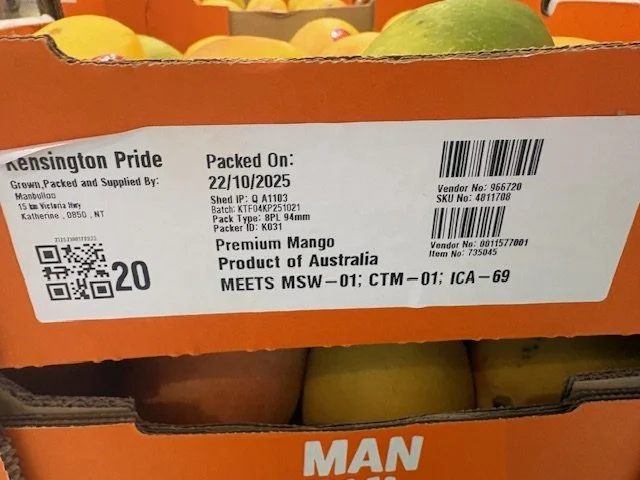 Kensington Pride
Grown,Packed and Supplied By:
Manbulloo
15 km Victoria Hwy
Katherine , 0850 , NT
20
Packed On:
22/10/2025
Shed IP: Q A1103
Batch: KTF04KP251021
Pack Type: 8PL 94mm
Packer ID: K031
Premium Mango
Product of Australia
MEETS MSW-01; CTM-01; ICA-69
Vendor No: 966720
SKU No: 4811708
Vendor No: 0011577001
Item No: 735045
MAN